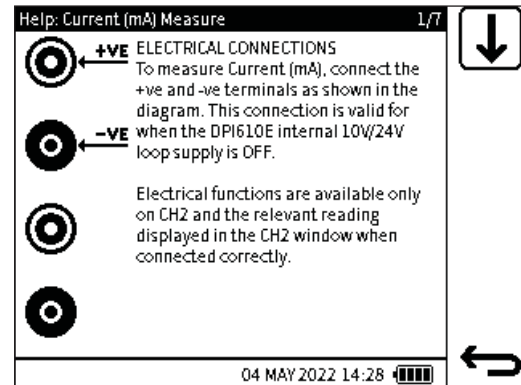 Help: Current (mA) Measure 1/7
+VE ELECTRICAL CONNECTIONS
To measure Current (mA), connect the
+ve and -ve terminals as shown in the
diagram. This connection is valid for
-VE when the DPI610E internal 10V/24V
loop supply is OFF.
Electrical functions are available only
on CH2 and the relevant reading
displayed in the CH2 window when
connected correctly.
04 MAY 2022 14:28